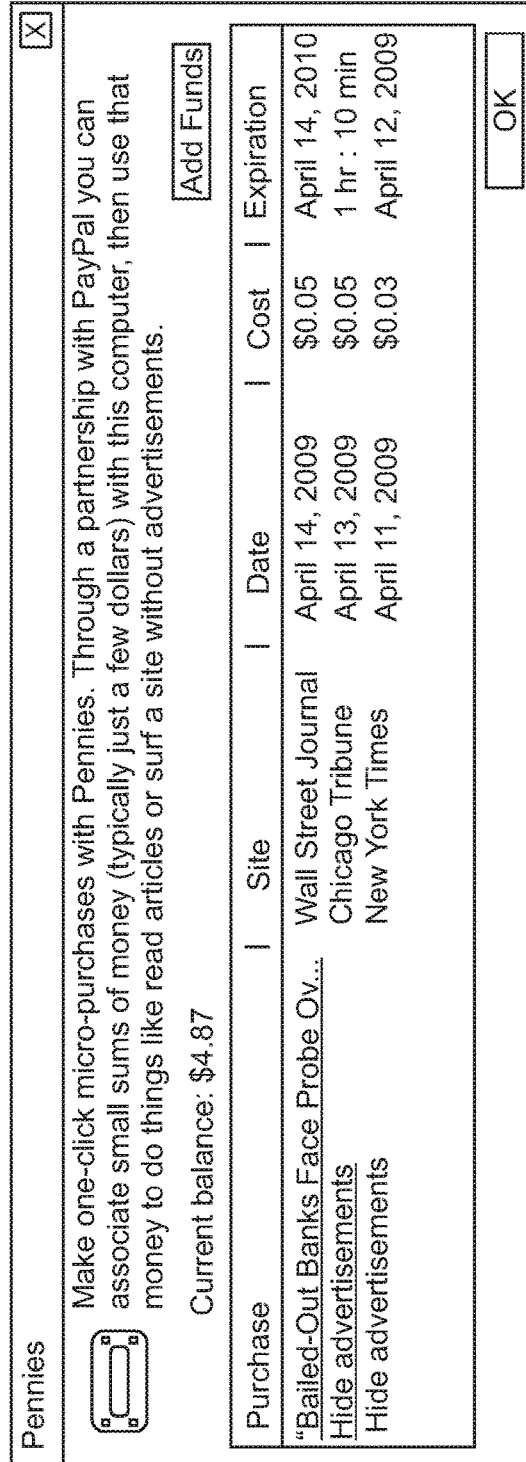 Pennies X
Make one-click micro-purchases with Pennies. Through a partnership with PayPal you can
associate small sums of money (typically just a few dollars) with this computer, then use that
money to do things like read articles or surf a site without advertisements.
Current balance: $4.87 Add Funds
Purchase | Site | Date | Cost | Expiration
“Bailed-Out Banks Face Probe Ov... Wall Street Journal April 14, 2009 $0.05 April 14, 2010
Hide advertisements Chicago Tribune April 13, 2009 $0.05 1 hr : 10 min
Hide advertisements New York Times April 11, 2009 $0.03 April 12, 2009
OK